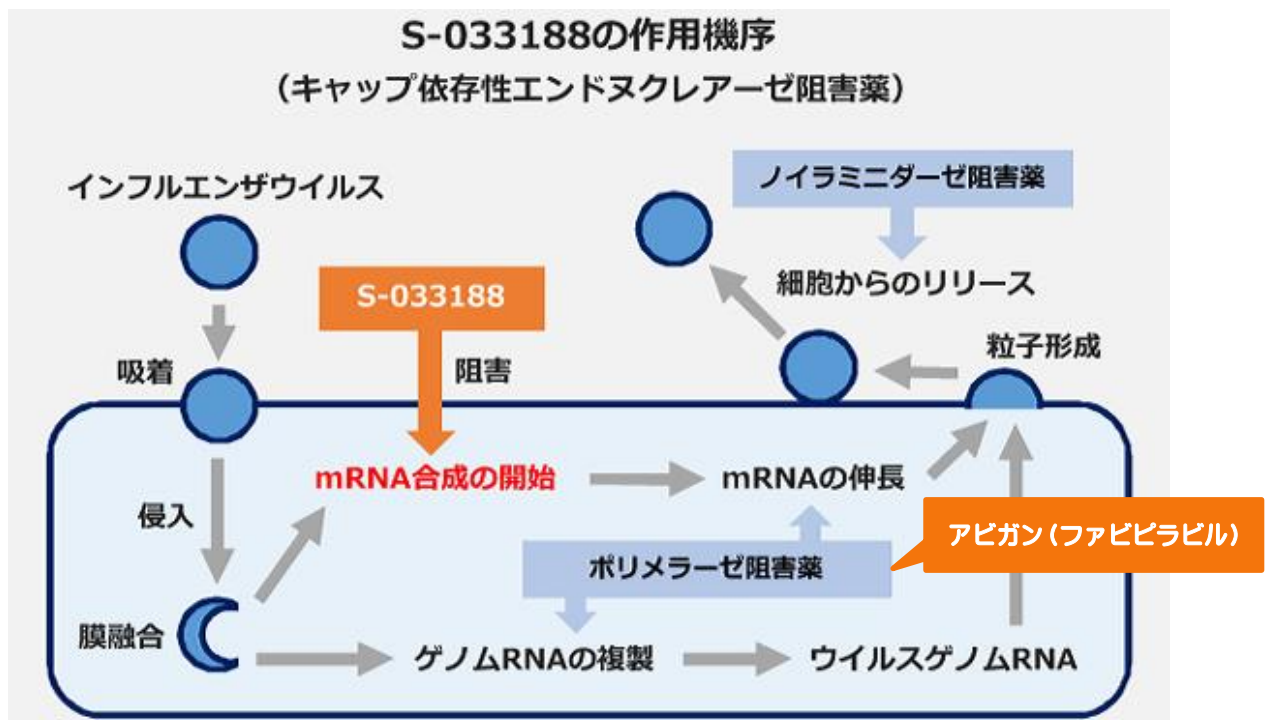 S-033188の作用機序
（キャップ依存性エンドヌクレアーゼ阻害薬）
インフルエンザウイルス
ノイラミニダーゼ阻害薬
S-033188
細胞からのリリース
吸着
阻害
粒子形成
mRNA合成の開始
mRNAの伸長
侵入
アビガン（ファビピラビル）
ポリメラーゼ阻害薬
膜融合
ゲノムRNAの複製
ウイルスゲノムRNA